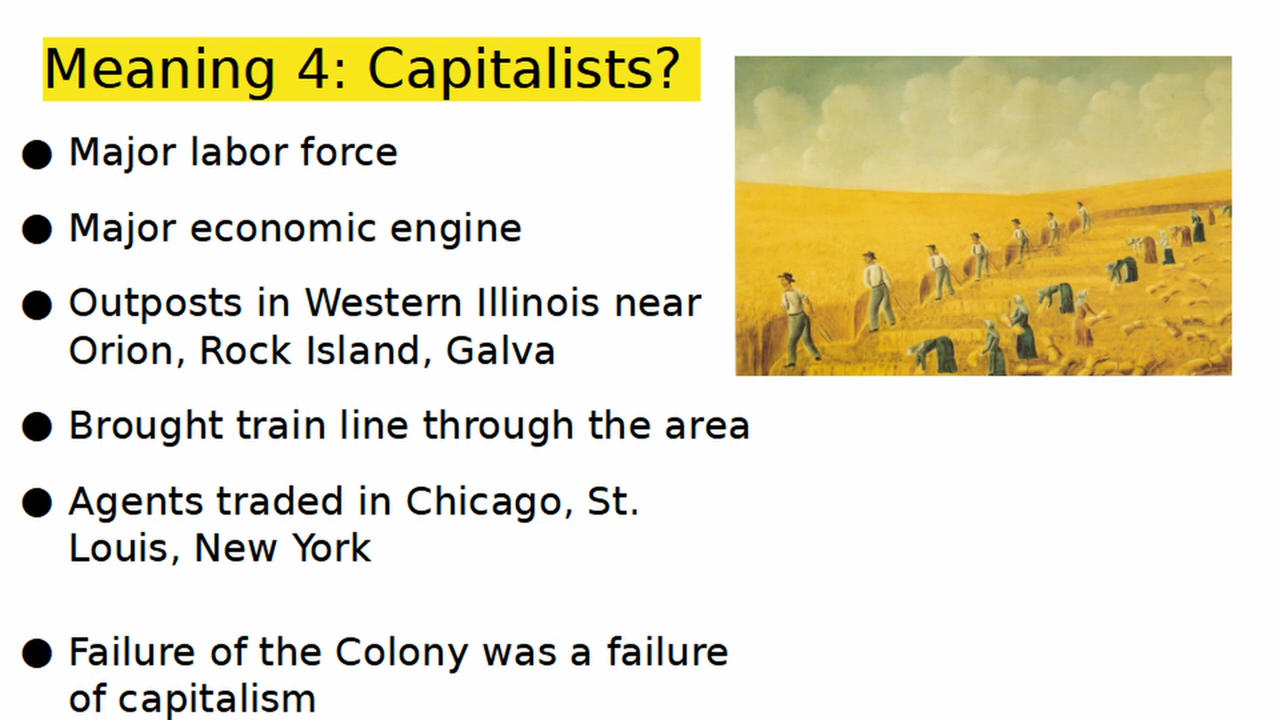 Meaning 4: Capitalists?
● Major labor force
● Major economic engine
● Outposts in Western Illinois near
Orion, Rock Island, Galva
● Brought train line through the area
● Agents traded in Chicago, St.
Louis, New York
● Failure of the Colony was a failure
of capitalism